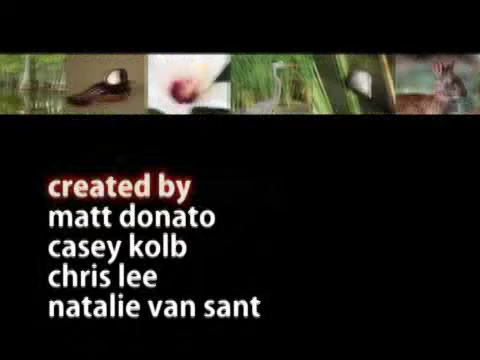 created by
matt donato
casey kolb
chris lee
natalie van sant